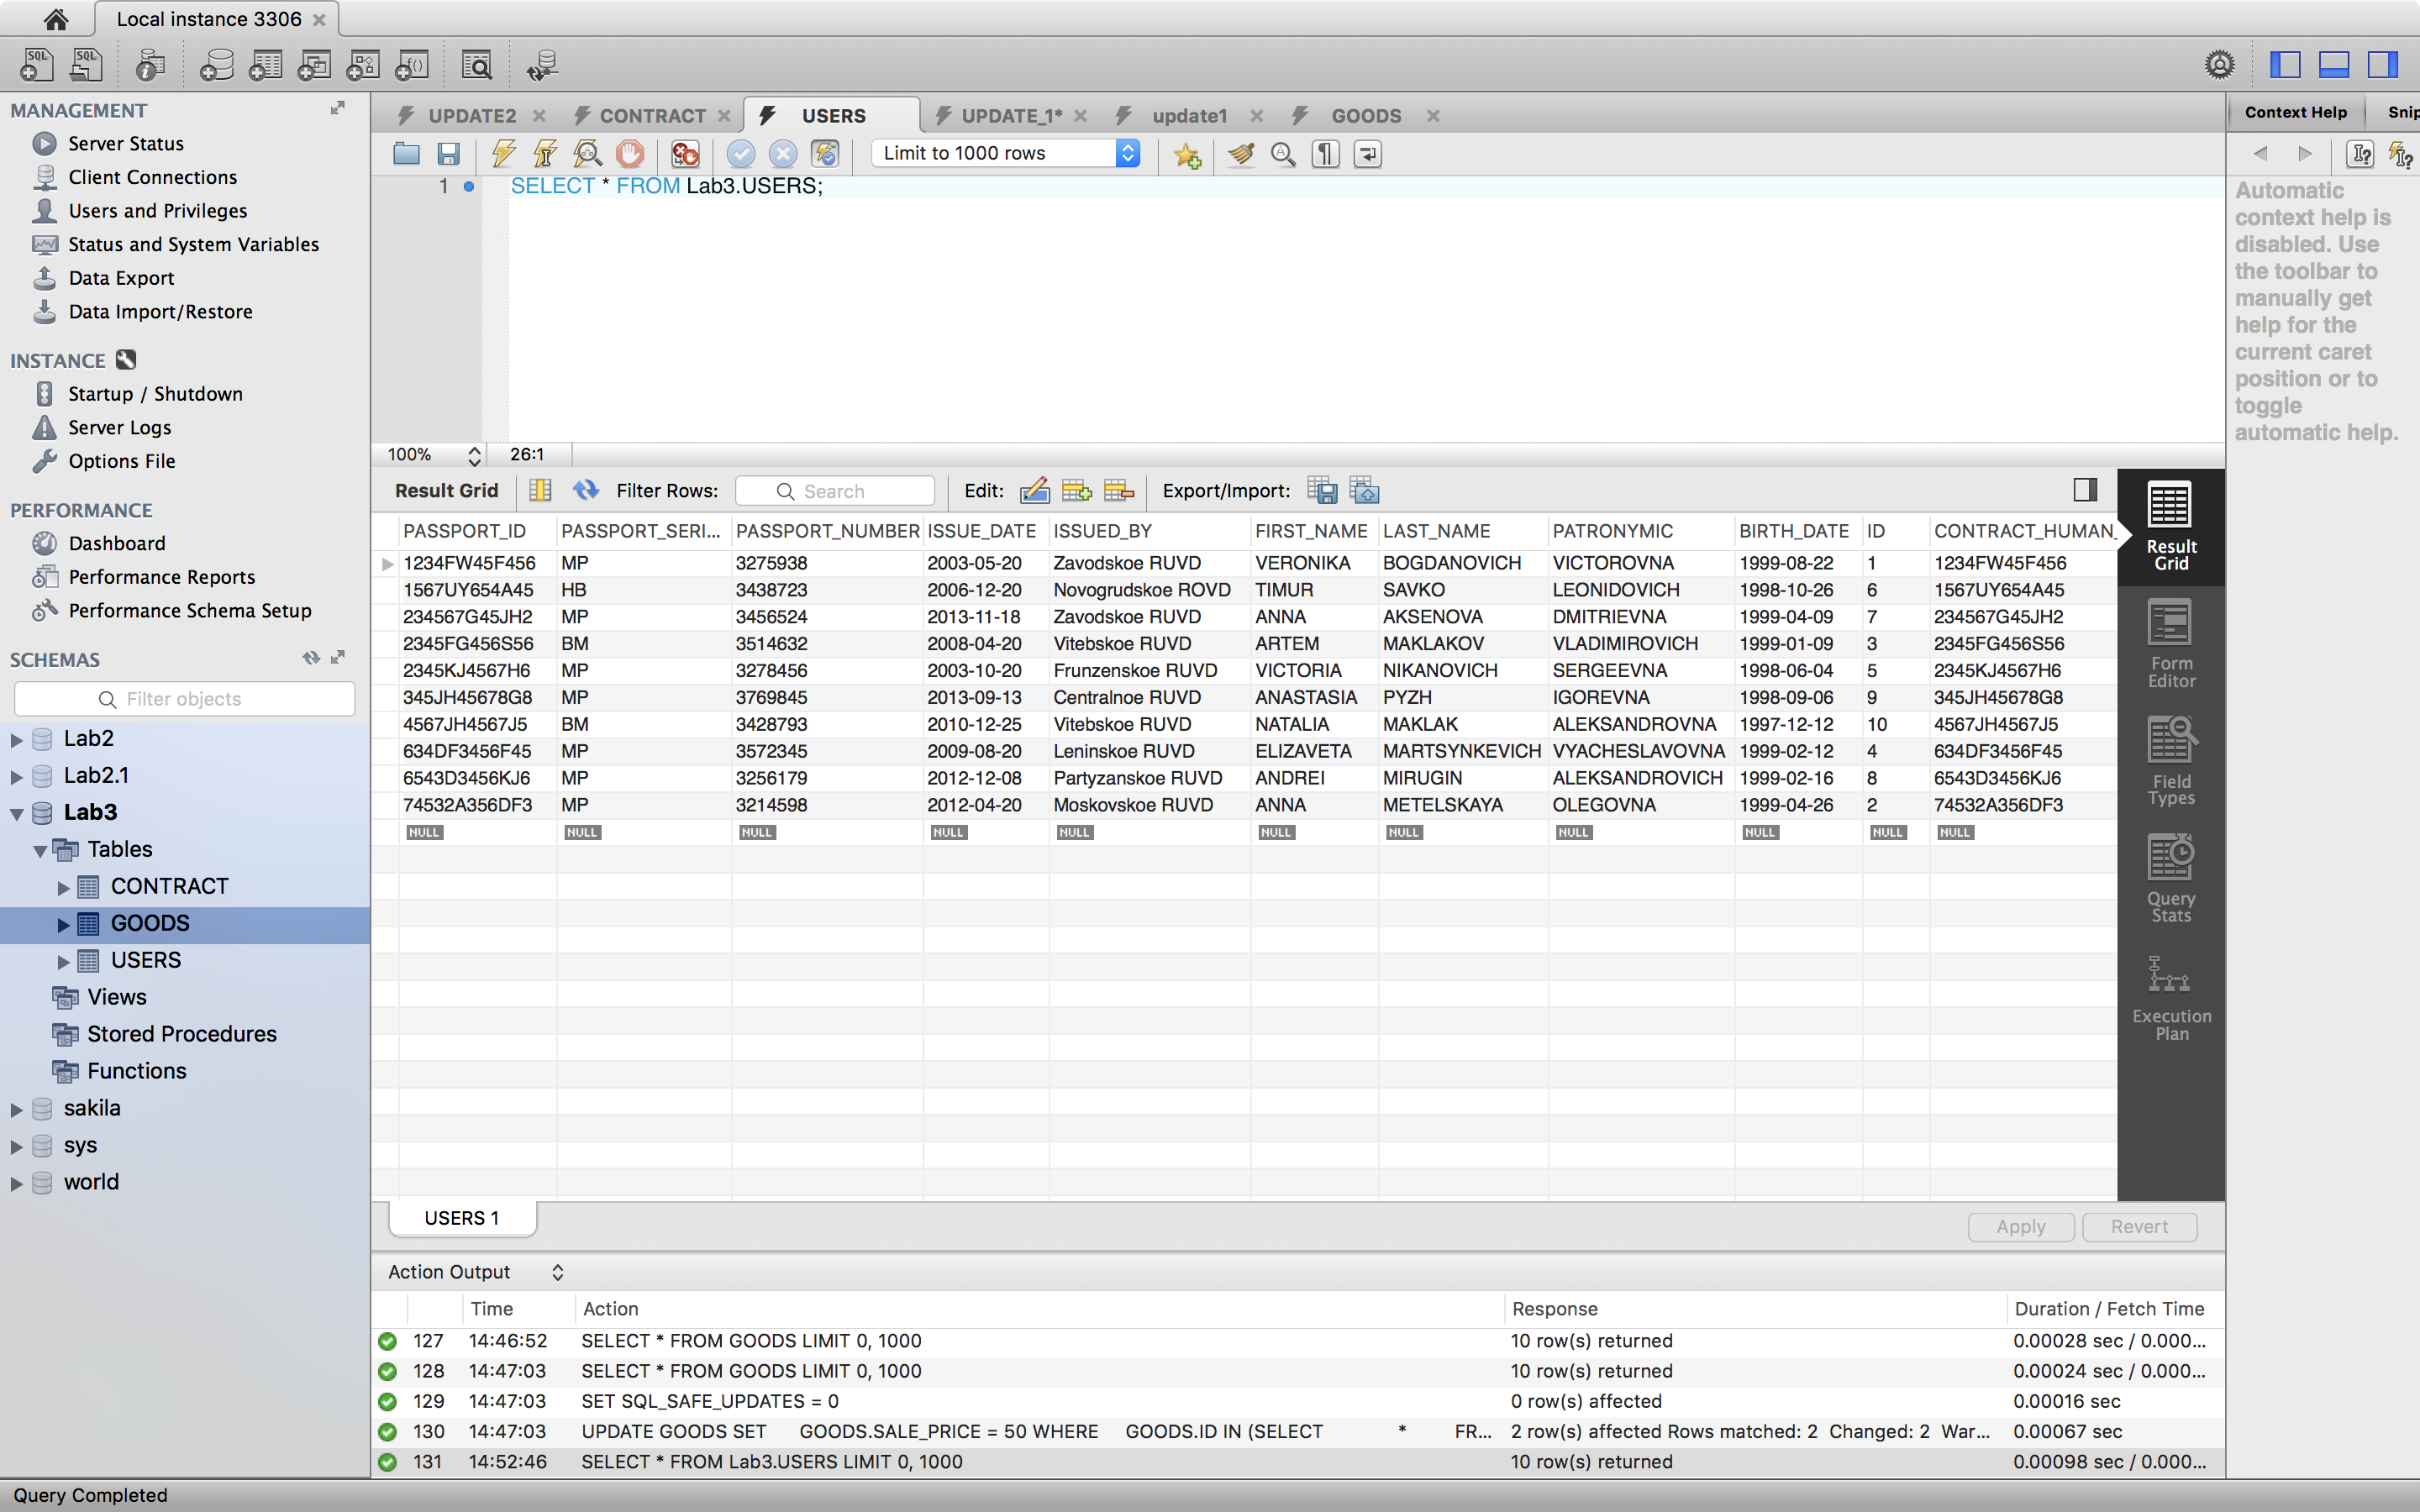 Local instance 3306
MANAGEMENT
Server Status
Client Connections
Users and Privileges
Status and System Variables
Data Export
Data Import/Restore
INSTANCE
Startup / Shutdown
Server Logs
Options File
PERFORMANCE
Dashboard
Performance Reports
Performance Schema Setup
SCHEMAS
Filter objects
Lab2
Lab2.1
Lab3
Tables
CONTRACT
GOODS
USERS
Views
Stored Procedures
Functions
sakila
sys
world
UPDATE2 CONTRACT USERS UPDATE_1* update1 GOODS
Limit to 1000 rows
1 SELECT * FROM Lab3.USERS;
100% 26:1
Result Grid Filter Rows: Search Edit: Export/Import:
PASSPORT_ID PASSPORT_SERI... PASSPORT_NUMBER ISSUE_DATE ISSUED_BY FIRST_NAME LAST_NAME PATRONYMIC BIRTH_DATE ID CONTRACT_HUMAN_
1234FW45F456 MP 3275938 2003-05-20 Zavodskoe RUVD VERONIKA BOGDANOVICH VICTOROVNA 1999-08-22 1 1234FW45F456
1567UY654A45 HB 3438723 2006-12-20 Novogrudskoe ROVD TIMUR SAVKO LEONIDOVICH 1998-10-26 6 1567UY654A45
234567G45JH2 MP 3456524 2013-11-18 Zavodskoe RUVD ANNA AKSENOVA DMITRIEVNA 1999-04-09 7 234567G45JH2
2345FG456S56 BM 3514632 2008-04-20 Vitebskoe RUVD ARTEM MAKLAKOV VLADIMIROVICH 1999-01-09 3 2345FG456S56
2345KJ4567H6 MP 3278456 2003-10-20 Frunzenskoe RUVD VICTORIA NIKANOVICH SERGEEVNA 1998-06-04 5 2345KJ4567H6
345JH45678G8 MP 3769845 2013-09-13 Centralnoe RUVD ANASTASIA PYZH IGOREVNA 1998-09-06 9 345JH45678G8
4567JH4567J5 BM 3428793 2010-12-25 Vitebskoe RUVD NATALIA MAKLAK ALEKSANDROVNA 1997-12-12 10 4567JH4567J5
634DF3456F45 MP 3572345 2009-08-20 Leninskoe RUVD ELIZAVETA MARTSYNKEVICH VYACHESLAVOVNA 1999-02-12 4 634DF3456F45
6543D3456KJ6 MP 3256179 2012-12-08 Partyzanskoe RUVD ANDREI MIRUGIN ALEKSANDROVICH 1999-02-16 8 6543D3456KJ6
74532A356DF3 MP 3214598 2012-04-20 Moskovskoe RUVD ANNA METELSKAYA OLEGOVNA 1999-04-26 2 74532A356DF3
NULL NULL NULL NULL NULL NULL NULL NULL NULL NULL NULL
Result
Grid
Form
Editor
Field
Types
Query
Stats
Execution
Plan
USERS 1
Apply Revert
Action Output
Time Action Response Duration / Fetch Time
127 14:46:52 SELECT * FROM GOODS LIMIT 0, 1000 10 row(s) returned 0.00028 sec / 0.000...
128 14:47:03 SELECT * FROM GOODS LIMIT 0, 1000 10 row(s) returned 0.00024 sec / 0.000...
129 14:47:03 SET SQL_SAFE_UPDATES = 0 0 row(s) affected 0.00016 sec
130 14:47:03 UPDATE GOODS SET GOODS.SALE_PRICE = 50 WHERE GOODS.ID IN (SELECT * FR... 2 row(s) affected Rows matched: 2 Changed: 2 War... 0.00067 sec
131 14:52:46 SELECT * FROM Lab3.USERS LIMIT 0, 1000 10 row(s) returned 0.00098 sec / 0.000...
Context Help Snip
Automatic
context help is
disabled. Use
the toolbar to
manually get
help for the
current caret
position or to
toggle
automatic help.
Query Completed